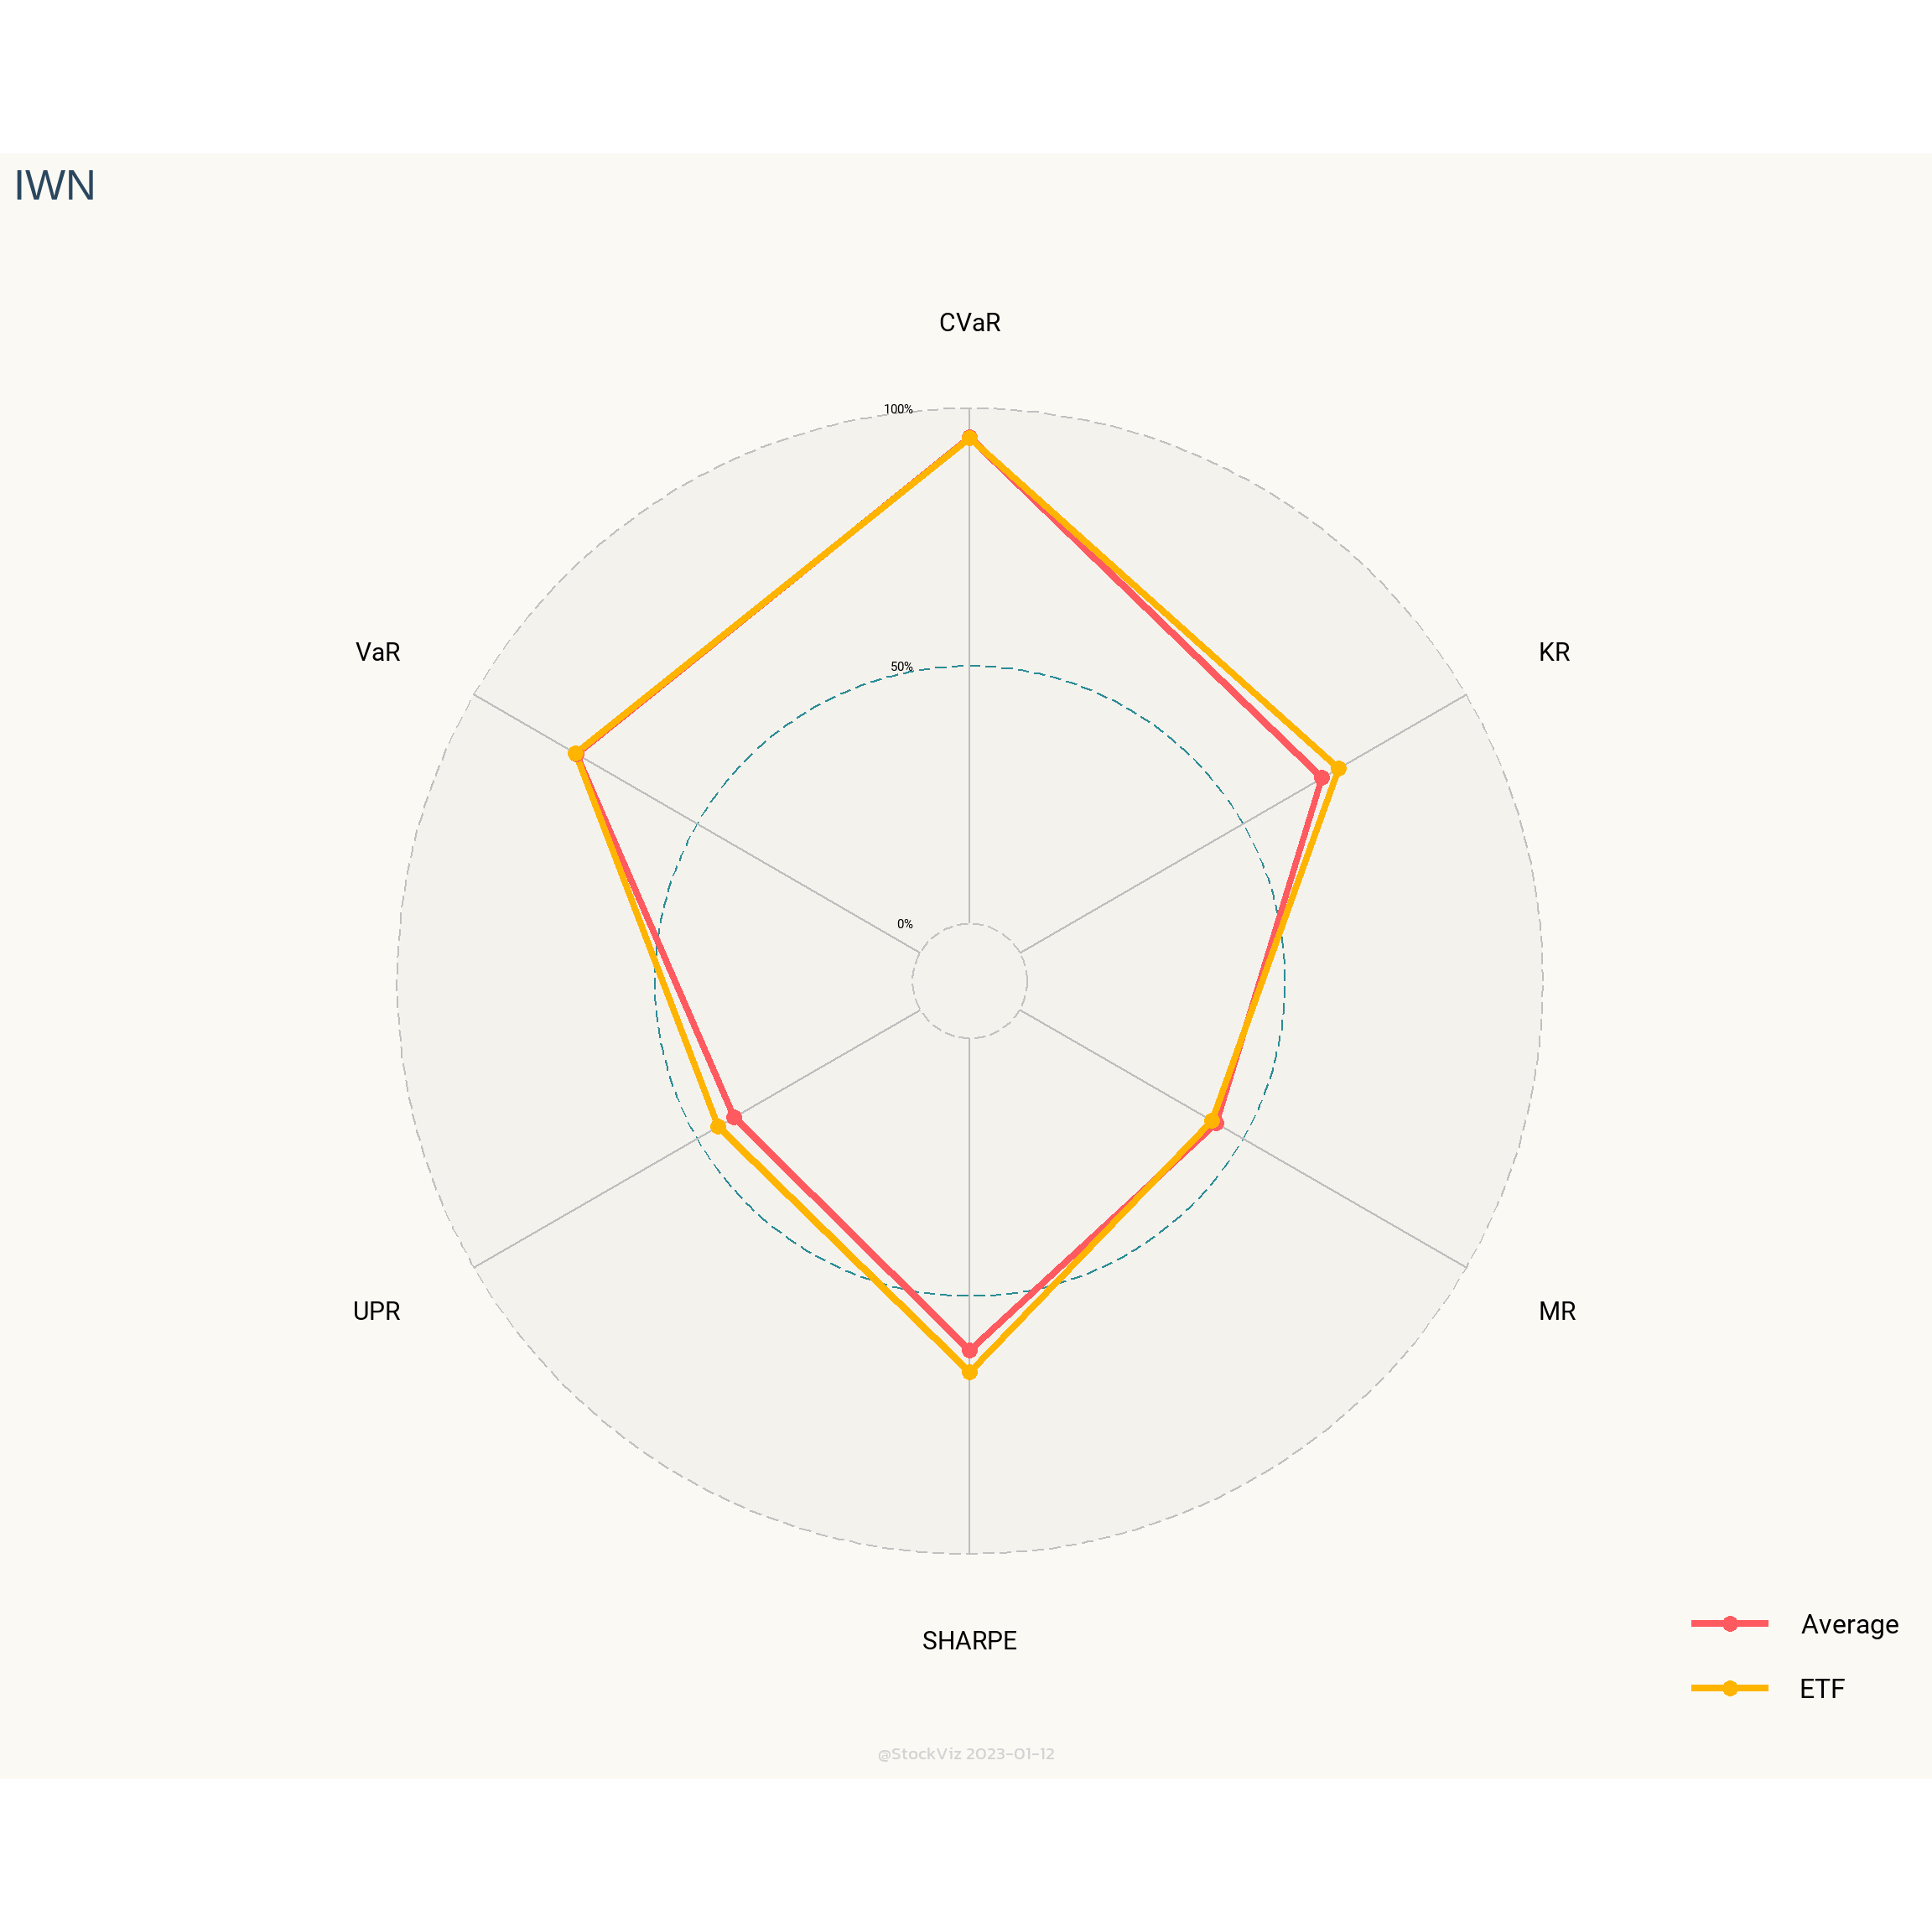 IWN
CVaR
100%
VaR
KR
50%
0%
UPR
MR
SHARPE
Average
ETF
@StockViz 2023-01-12